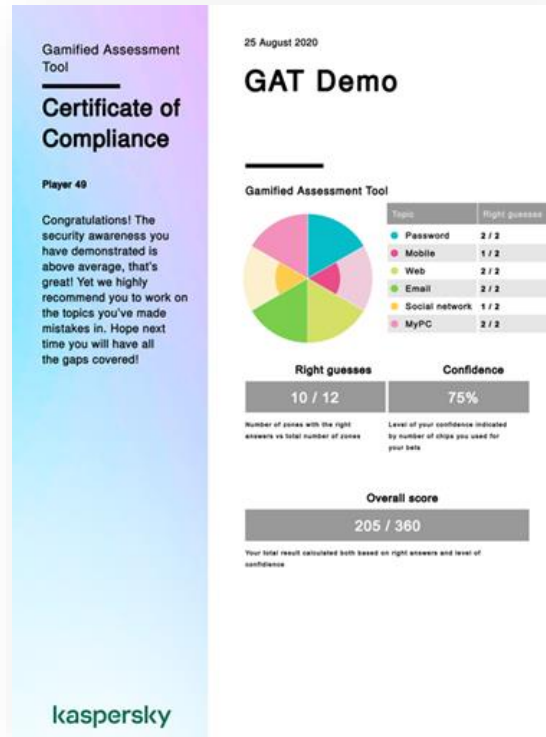 Gamified Assessment
Tool
Certificate of
Compliance
Player 49
Congratulations! The
security awareness you
have demonstrated is
above average, that's
great! Yet we highly
recommend you to work on
the topics you've made
mistakes in. Hope next
time you will have all
the gaps covered!
kaspersky
25 August 2020
GAT Demo
Gamified Assessment Tool
Topic Right guesses
Password 2 / 2
Mobile 1 / 2
Web 2 / 2
Email 2 / 2
Social network 1 / 2
MyPC 2 / 2
Right guesses Confidence
10 / 12 75%
Number of zones with the right Level of your confidence indicated
answers vs total number of zones by number of chips you used for
your bets
Overall score
205 / 360
Your total result calculated both based on right answers and level of
confidience